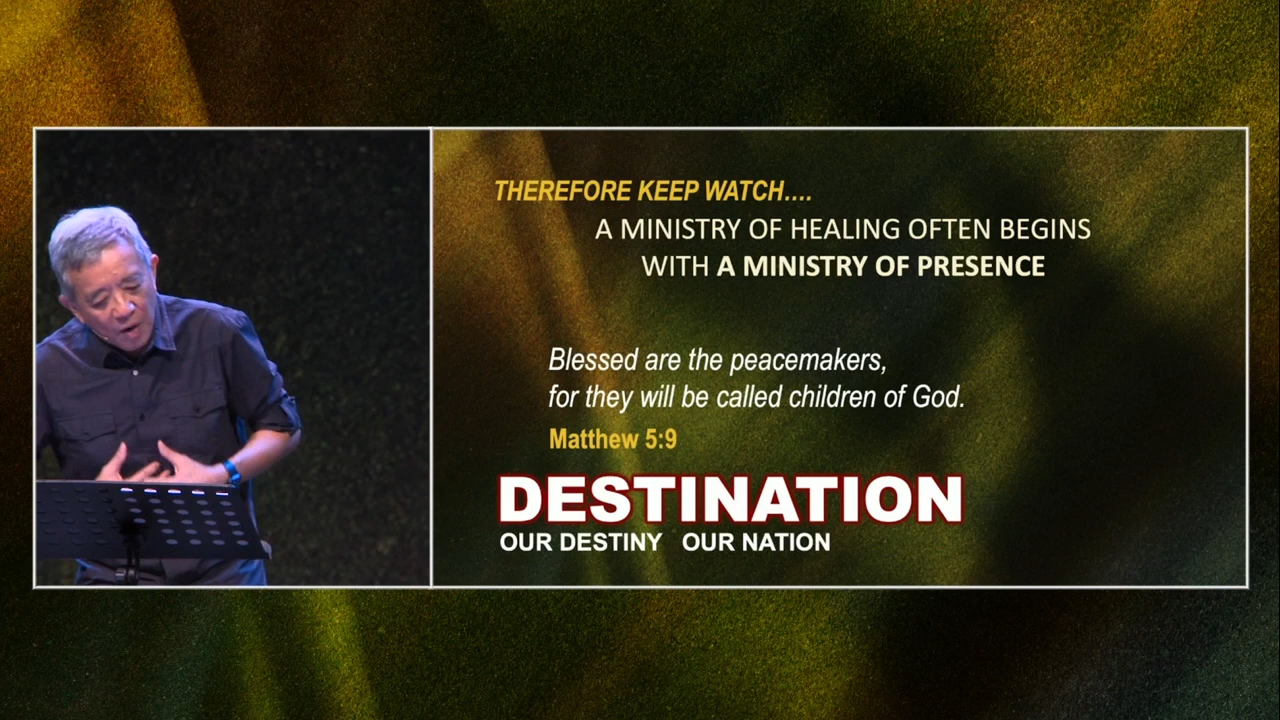 THEREFORE KEEP WATCH....
A MINISTRY OF HEALING OFTEN BEGINS
WITH A MINISTRY OF PRESENCE
Blessed are the peacemakers,
for they will be called children of God.
Matthew 5:9
DESTINATION
OUR DESTINY OUR NATION